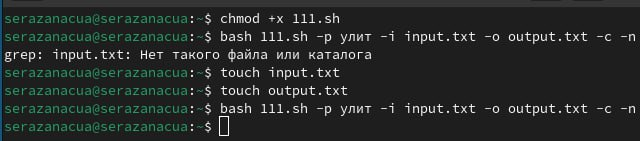 serazanacua@serazanacua:~$ chmod +x 111.sh
serazanacua@serazanacua:~$ bash 111.sh -p улит -i input.txt -o output.txt -c -n
grep: input.txt: Нет такого файла или каталога
serazanacua@serazanacua:~$ touch input.txt
serazanacua@serazanacua:~$ touch output.txt
serazanacua@serazanacua:~$ bash 111.sh -p улит -i input.txt -o output.txt -c -n
serazanacua@serazanacua:~$